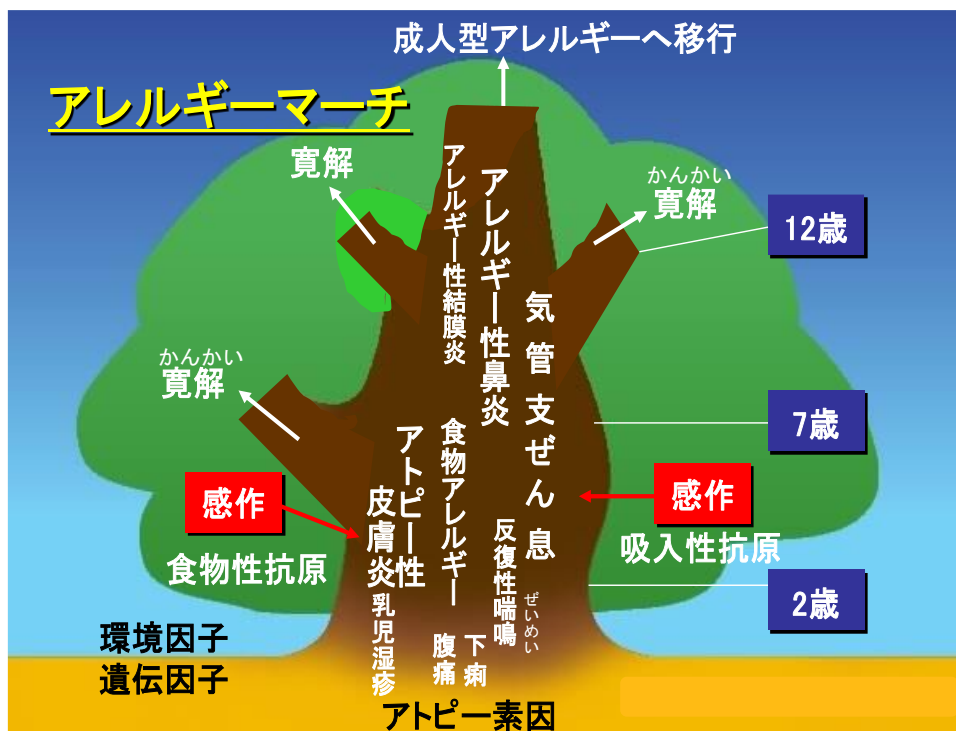 成人型アレルギーへ移行
アレルギーマーチ
寛解
かんかい
寛解
12歳
アレルギー性結膜炎
アレルギー性鼻炎
気管支ぜん息
かんかい
寛解
7歳
アトピー性
皮膚炎
食物アレルギー
感作
食物性抗原
感作
吸入性抗原
反復性喘鳴
ぜいめい
2歳
乳児湿疹
腹痛
下痢
環境因子
遺伝因子
アトピー素因